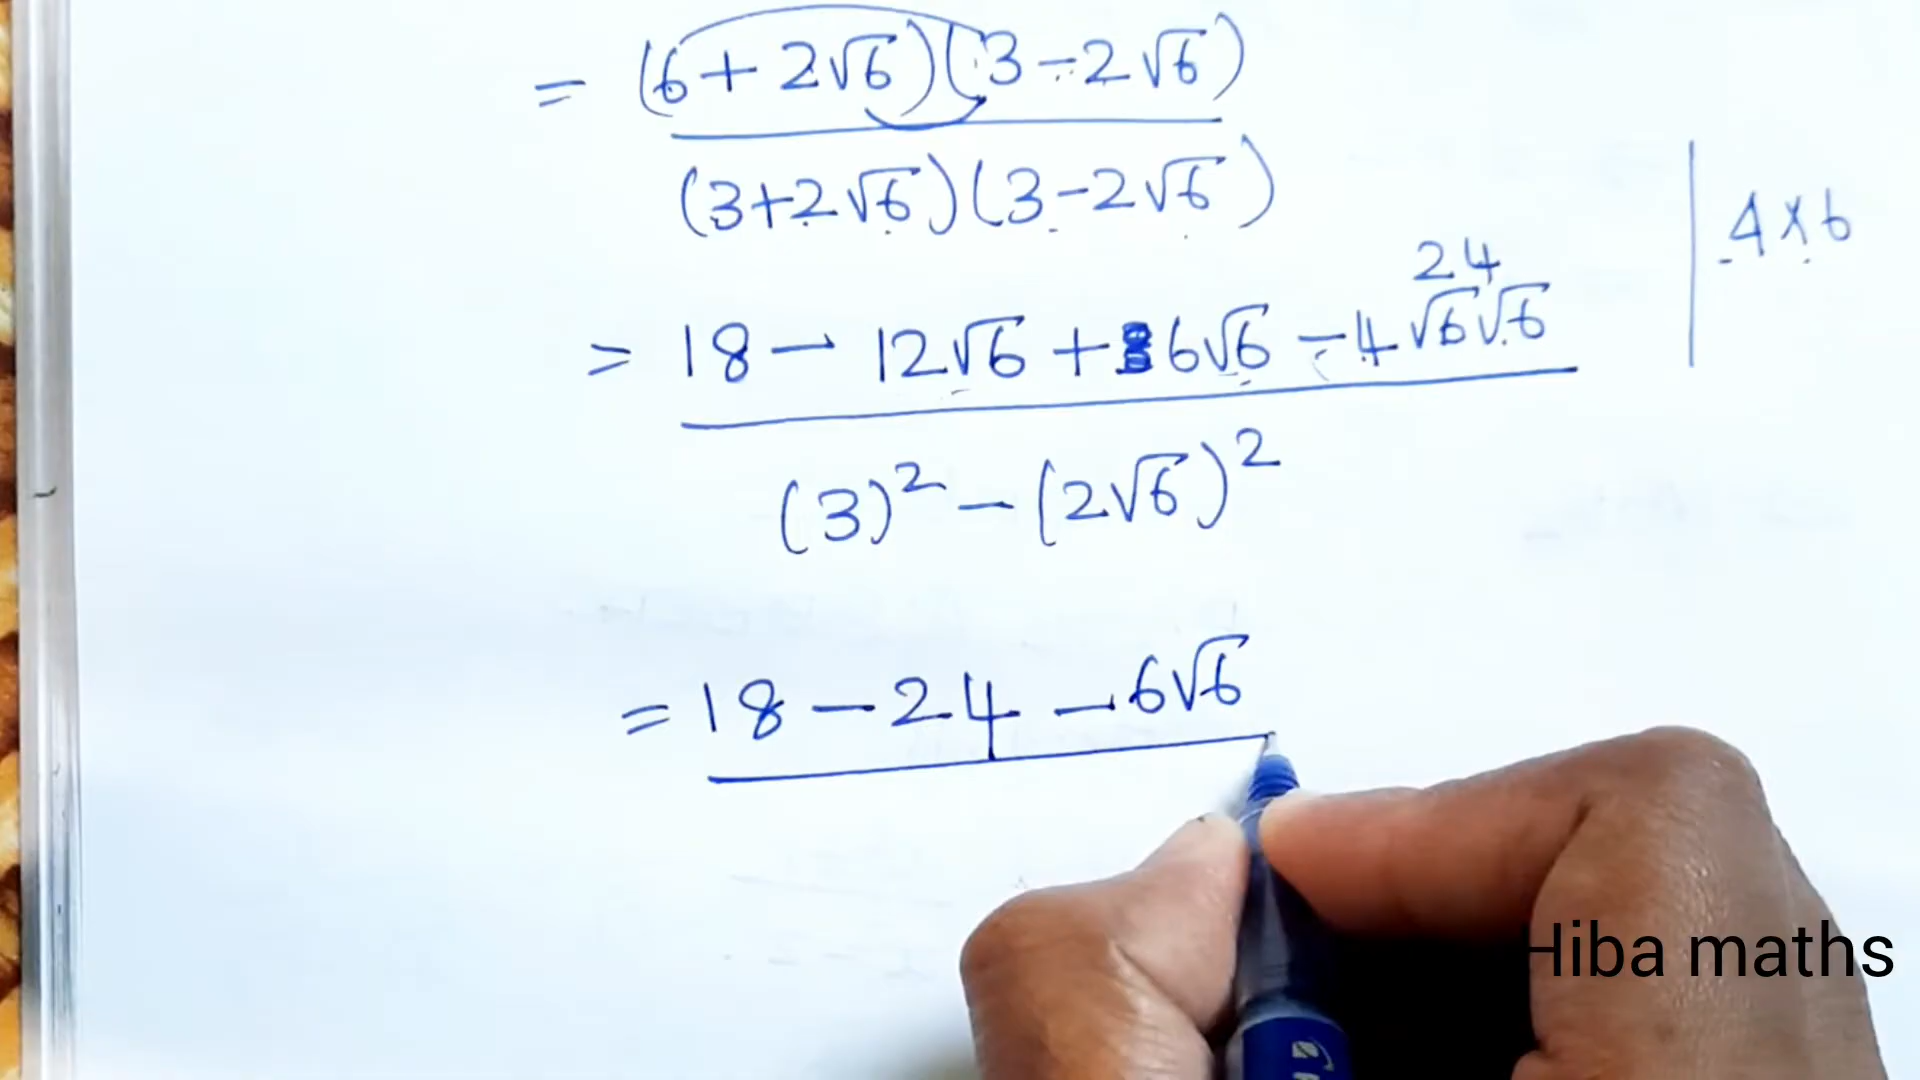 = (6 + 2√6)(3 - 2√6)
(3+2√6)(3-2√6)
4×6
24
= 18 - 12√6 + 6√6 - 4√6√6
(3)² - (2√6)²
= 18 - 24 - 6√6
Hiba maths